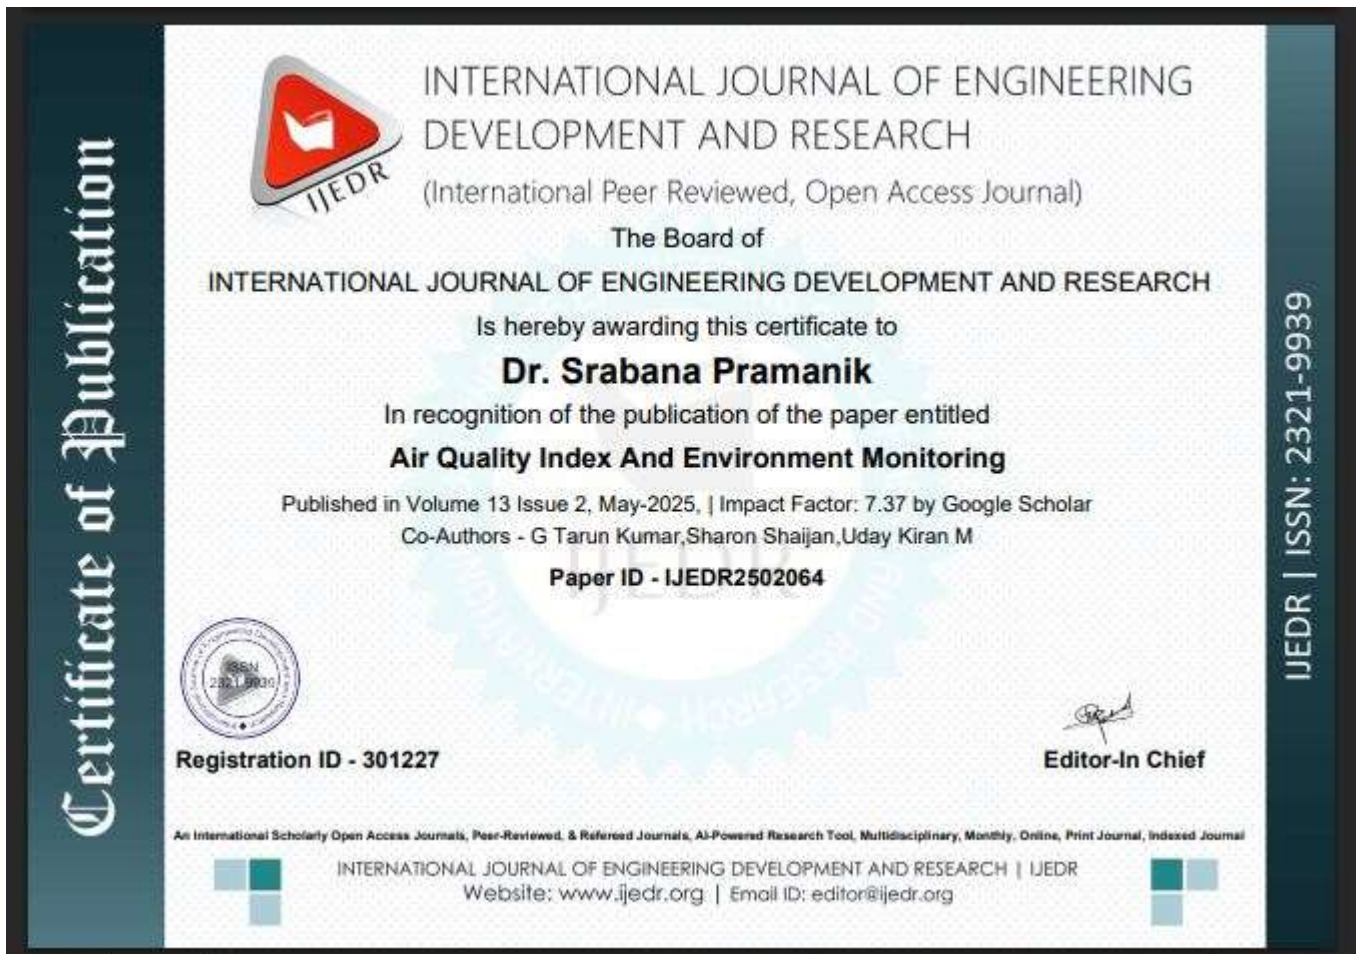 Certificate of Publication
IJEDR
INTERNATIONAL JOURNAL OF ENGINEERING
DEVELOPMENT AND RESEARCH
(International Peer Reviewed, Open Access Journal)
The Board of
INTERNATIONAL JOURNAL OF ENGINEERING DEVELOPMENT AND RESEARCH
Is hereby awarding this certificate to
Dr. Srabana Pramanik
In recognition of the publication of the paper entitled
Air Quality Index And Environment Monitoring
Published in Volume 13 Issue 2, May-2025, | Impact Factor: 7.37 by Google Scholar
Co-Authors - G Tarun Kumar,Sharon Shaijan,Uday Kiran M
Paper ID - IJEDR2502064
IJEDR
ISSN
2321-9939
Registration ID - 301227
Editor-In Chief
An International Scholarly Open Access Journals, Peer-Reviewed, & Refereed Journals, AI-Powered Research Tool, Multidisciplinary, Monthly, Online, Print Journal, Indexed Journal
INTERNATIONAL JOURNAL OF ENGINEERING DEVELOPMENT AND RESEARCH | IJEDR
Website: www.ijedr.org | Email ID: editor@ijedr.org
IJEDR | ISSN: 2321-9939